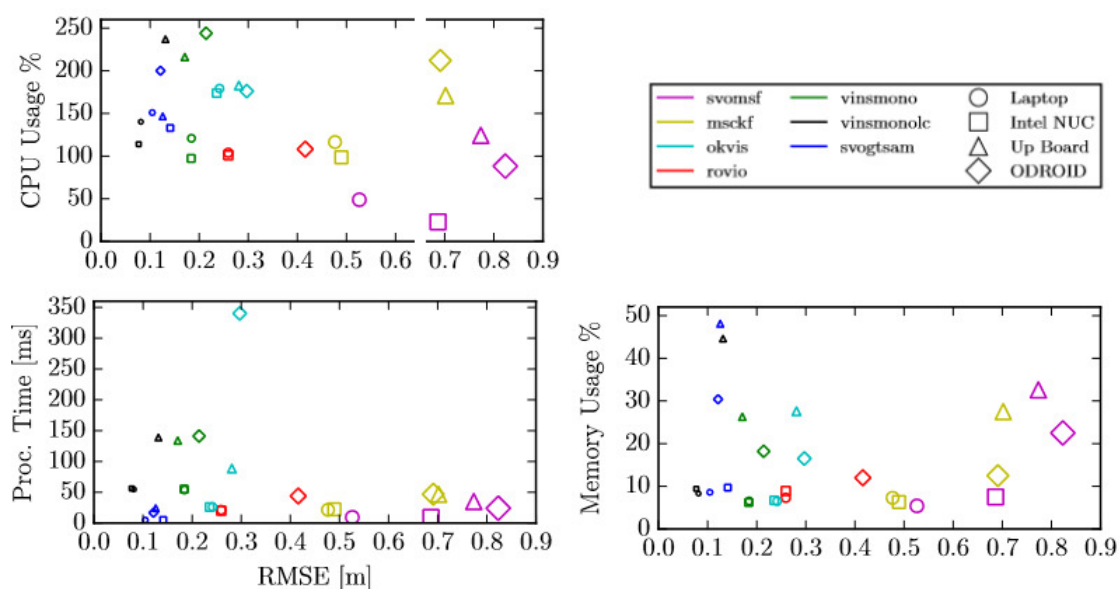 250
200
150
100
50
0
CPU Usage %
0.0 0.1 0.2 0.3 0.4 0.5 0.6 0.7 0.8 0.9
svomsf vinsmono Laptop
msckf vinsmonolc Intel NUC
okvis svogtsam Up Board
rovio ODROID
350
300
250
200
150
100
50
0
Proc. Time [ms]
0.0 0.1 0.2 0.3 0.4 0.5 0.6 0.7 0.8 0.9
RMSE [m]
50
40
30
20
10
0
Memory Usage %
0.0 0.1 0.2 0.3 0.4 0.5 0.6 0.7 0.8 0.9